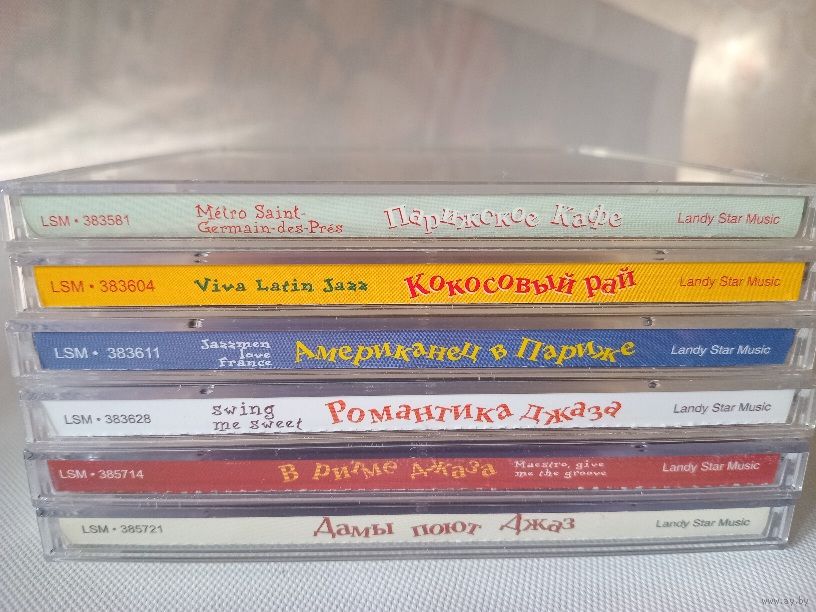 LSM • 383581 Métro Saint-
Germain-des-Prés Парижское Кафе Landy Star Music
LSM • 383604 Viva Latin Jazz Кокосовый рай Landy Star Music
LSM • 383611 Jazzmen
love
france Американец в Париже Landy Star Music
LSM • 383628 swing
me sweet Романтика джаза Landy Star Music
LSM • 385714 В ритме джаза Maestro, give
me the groove Landy Star Music
LSM • 385721 Дамы поют Джаз Landy Star Music
www.ay.by